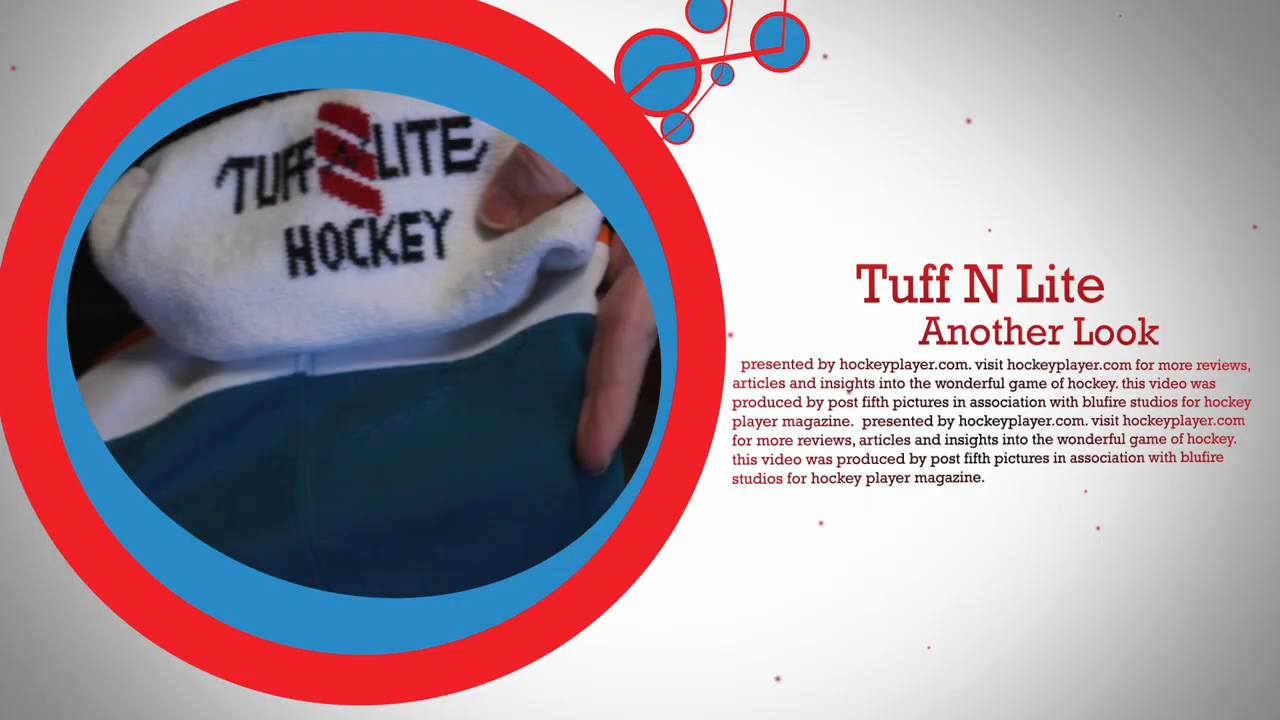 TUFF N LITE
HOCKEY
Tuff N Lite
Another Look
presented by hockeyplayer.com. visit hockeyplayer.com for more reviews,
articles and insights into the wonderful game of hockey. this video was
produced by post fifth pictures in association with blufire studios for hockey
player magazine. presented by hockeyplayer.com. visit hockeyplayer.com
for more reviews, articles and insights into the wonderful game of hockey.
this video was produced by post fifth pictures in association with blufire
studios for hockey player magazine.